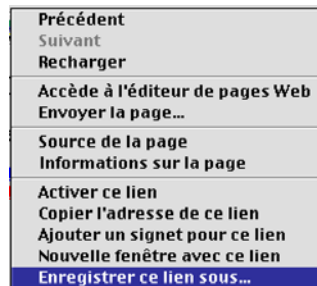 Précédent
Suivant
Recharger
Accède à l'éditeur de pages Web
Envoyer la page...
Source de la page
Informations sur la page
Activer ce lien
Copier l'adresse de ce lien
Ajouter un signet pour ce lien
Nouvelle fenêtre avec ce lien
Enregistrer ce lien sous...